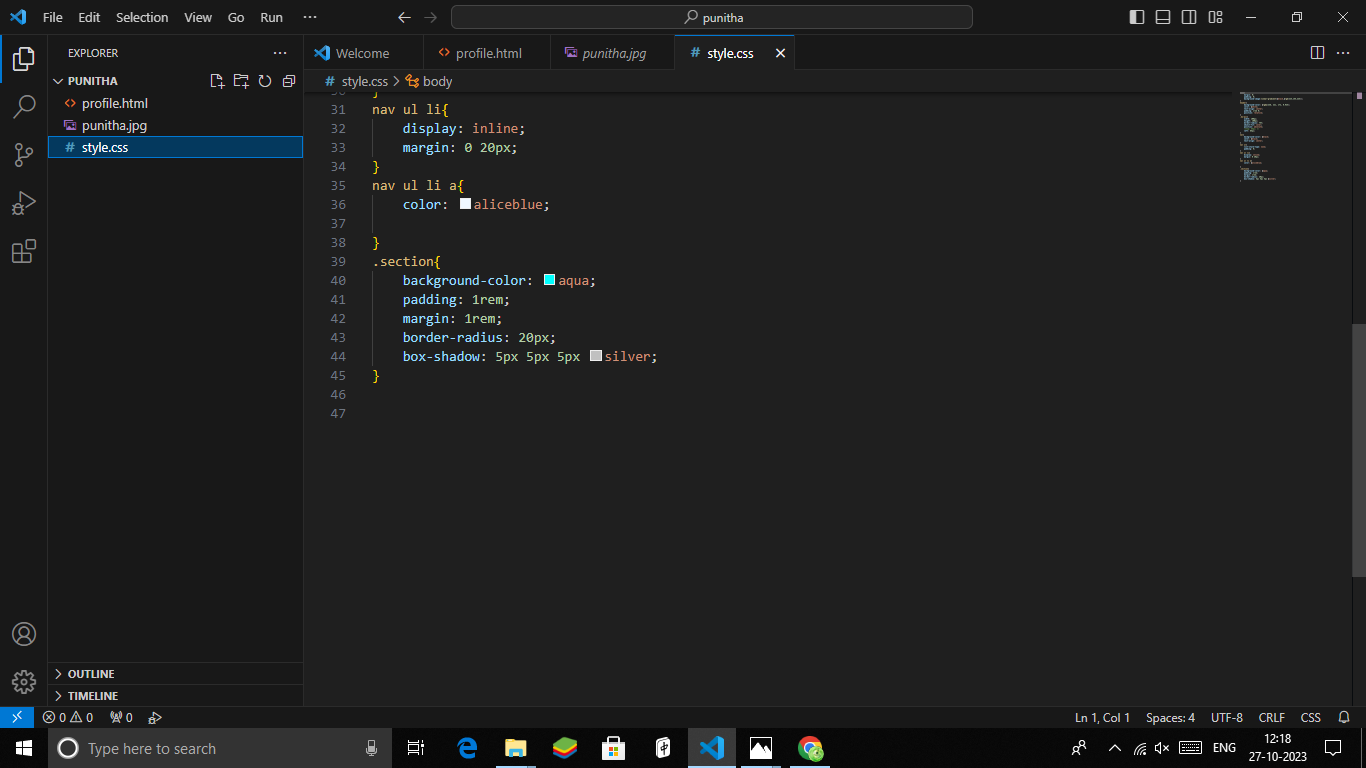 File Edit Selection View Go Run ··· punitha
EXPLORER ···
PUNITHA
profile.html
punitha.jpg
style.css
Welcome profile.html punitha.jpg style.css
style.css > body
31 nav ul li{
32 display: inline;
33 margin: 0 20px;
34 }
35 nav ul li a{
36 color: aliceblue;
37
38 }
39 .section{
40 background-color: aqua;
41 padding: 1rem;
42 margin: 1rem;
43 border-radius: 20px;
44 box-shadow: 5px 5px 5px silver;
45 }
46
47
OUTLINE
TIMELINE
0 0 0 Ln 1, Col 1 Spaces: 4 UTF-8 CRLF CSS
Type here to search ENG 12:18
27-10-2023